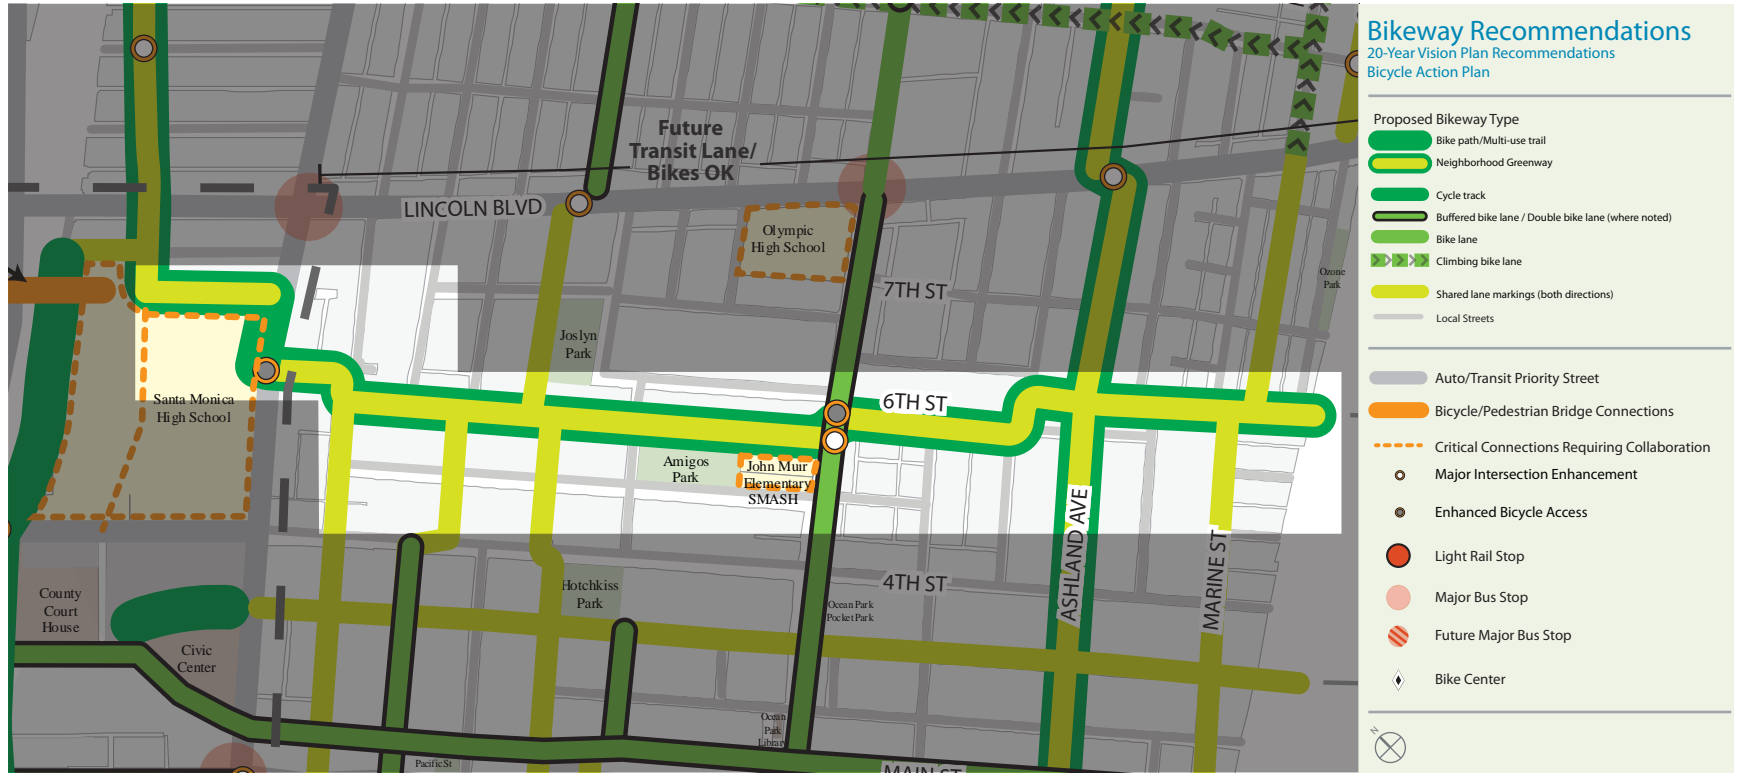 Future
Transit Lane/
Bikes OK
LINCOLN BLVD
Olympic
High School
7TH ST
Ozone
Park
Joslyn
Park
Santa Monica
High School
6TH ST
Amigos
Park
John Muir
Elementary
SMASH
ASHLAND AVE
MARINE ST
4TH ST
Hotchkiss
Park
Ocean Park
Pocket Park
County
Court
House
Civic
Center
Ocean
Park
Library
Pacific St
MAIN ST
Bikeway Recommendations
20-Year Vision Plan Recommendations
Bicycle Action Plan
Proposed Bikeway Type
Bike path/Multi-use trail
Neighborhood Greenway
Cycle track
Buffered bike lane / Double bike lane (where noted)
Bike lane
Climbing bike lane
Shared lane markings (both directions)
Local Streets
Auto/Transit Priority Street
Bicycle/Pedestrian Bridge Connections
Critical Connections Requiring Collaboration
Major Intersection Enhancement
Enhanced Bicycle Access
Light Rail Stop
Major Bus Stop
Future Major Bus Stop
Bike Center
N